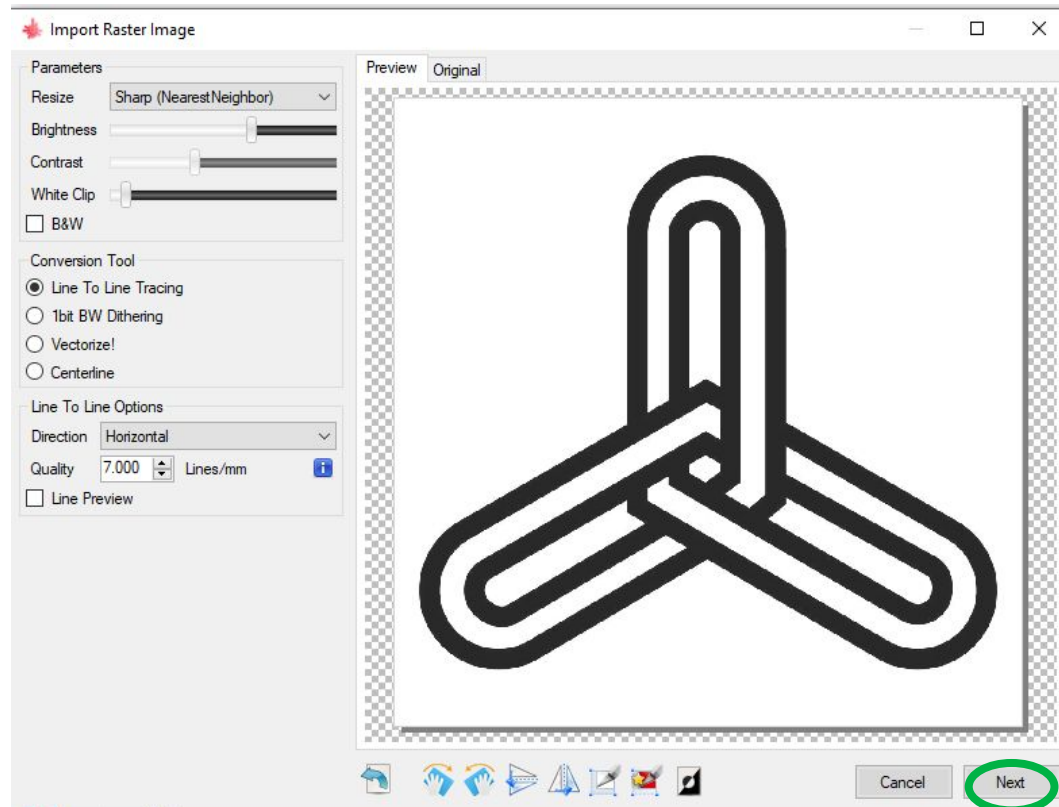 Import Raster Image
Parameters
Resize Sharp (NearestNeighbor)
Brightness
Contrast
White Clip
B&W
Conversion Tool
Line To Line Tracing
1bit BW Dithering
Vectorize!
Centerline
Line To Line Options
Direction Horizontal
Quality 7.000 Lines/mm
Line Preview
Preview Original
Cancel Next